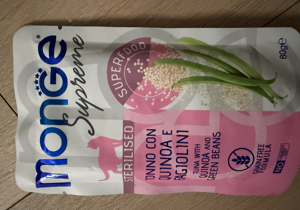 MONGE
Supreme
STERILISED
SUPERFOOD
TONNO CON
QUINOA E
FAGIOLINI
TUNA WITH
QUINOA AND
GREEN BEANS
GRAIN FREE
FORMULA
80g e